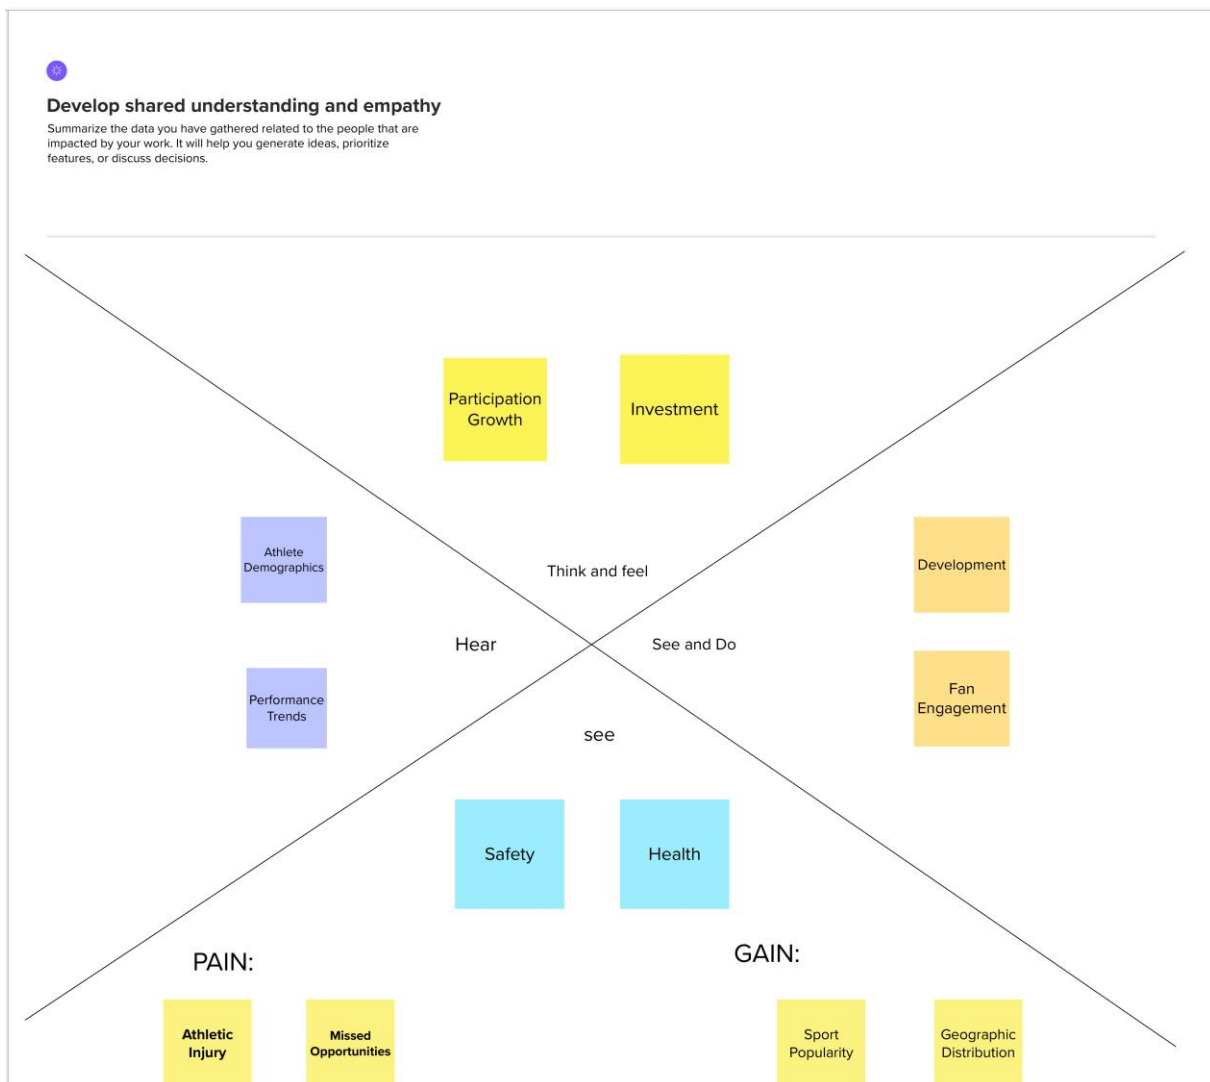 Develop shared understanding and empathy
Summarize the data you have gathered related to the people that are
impacted by your work. It will help you generate ideas, prioritize
features, or discuss decisions.
Participation
Growth
Investment
Athlete
Demographics
Think and feel
Development
Hear
See and Do
Performance
Trends
Fan
Engagement
see
Safety
Health
PAIN:
GAIN:
Athletic
Injury
Missed
Opportunities
Sport
Popularity
Geographic
Distribution